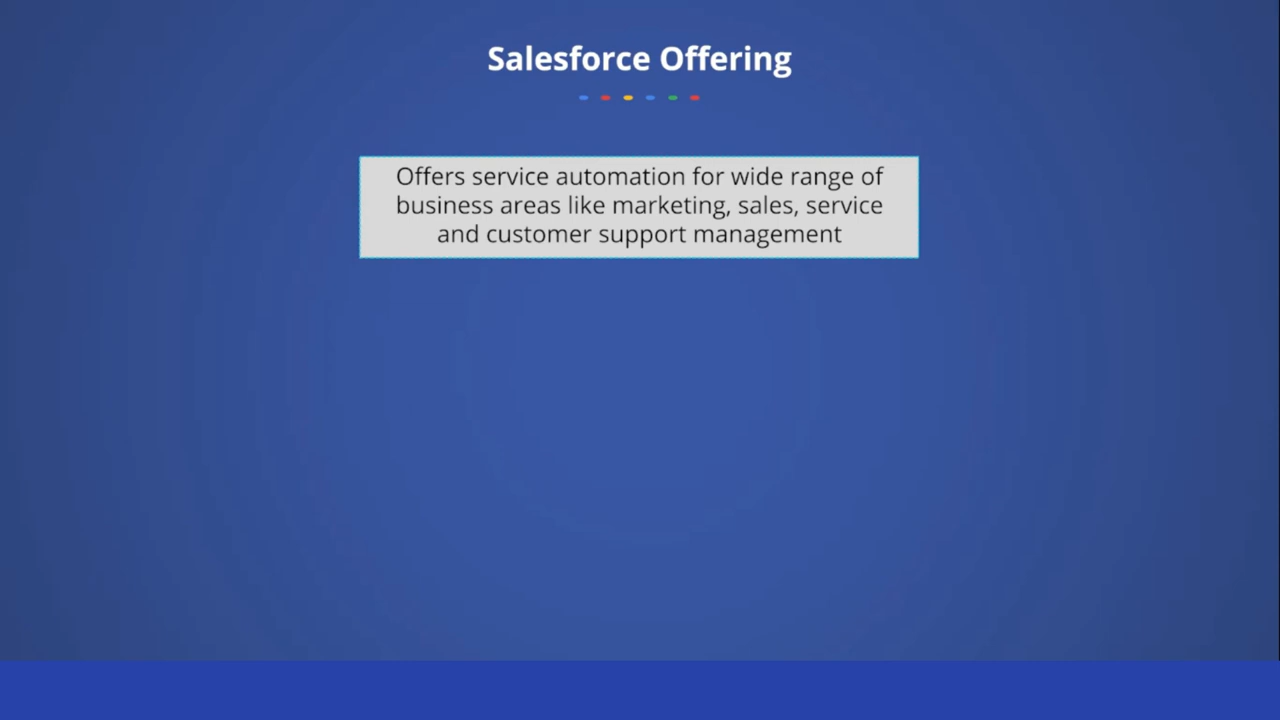 Salesforce Offering
Offers service automation for wide range of
business areas like marketing, sales, service
and customer support management